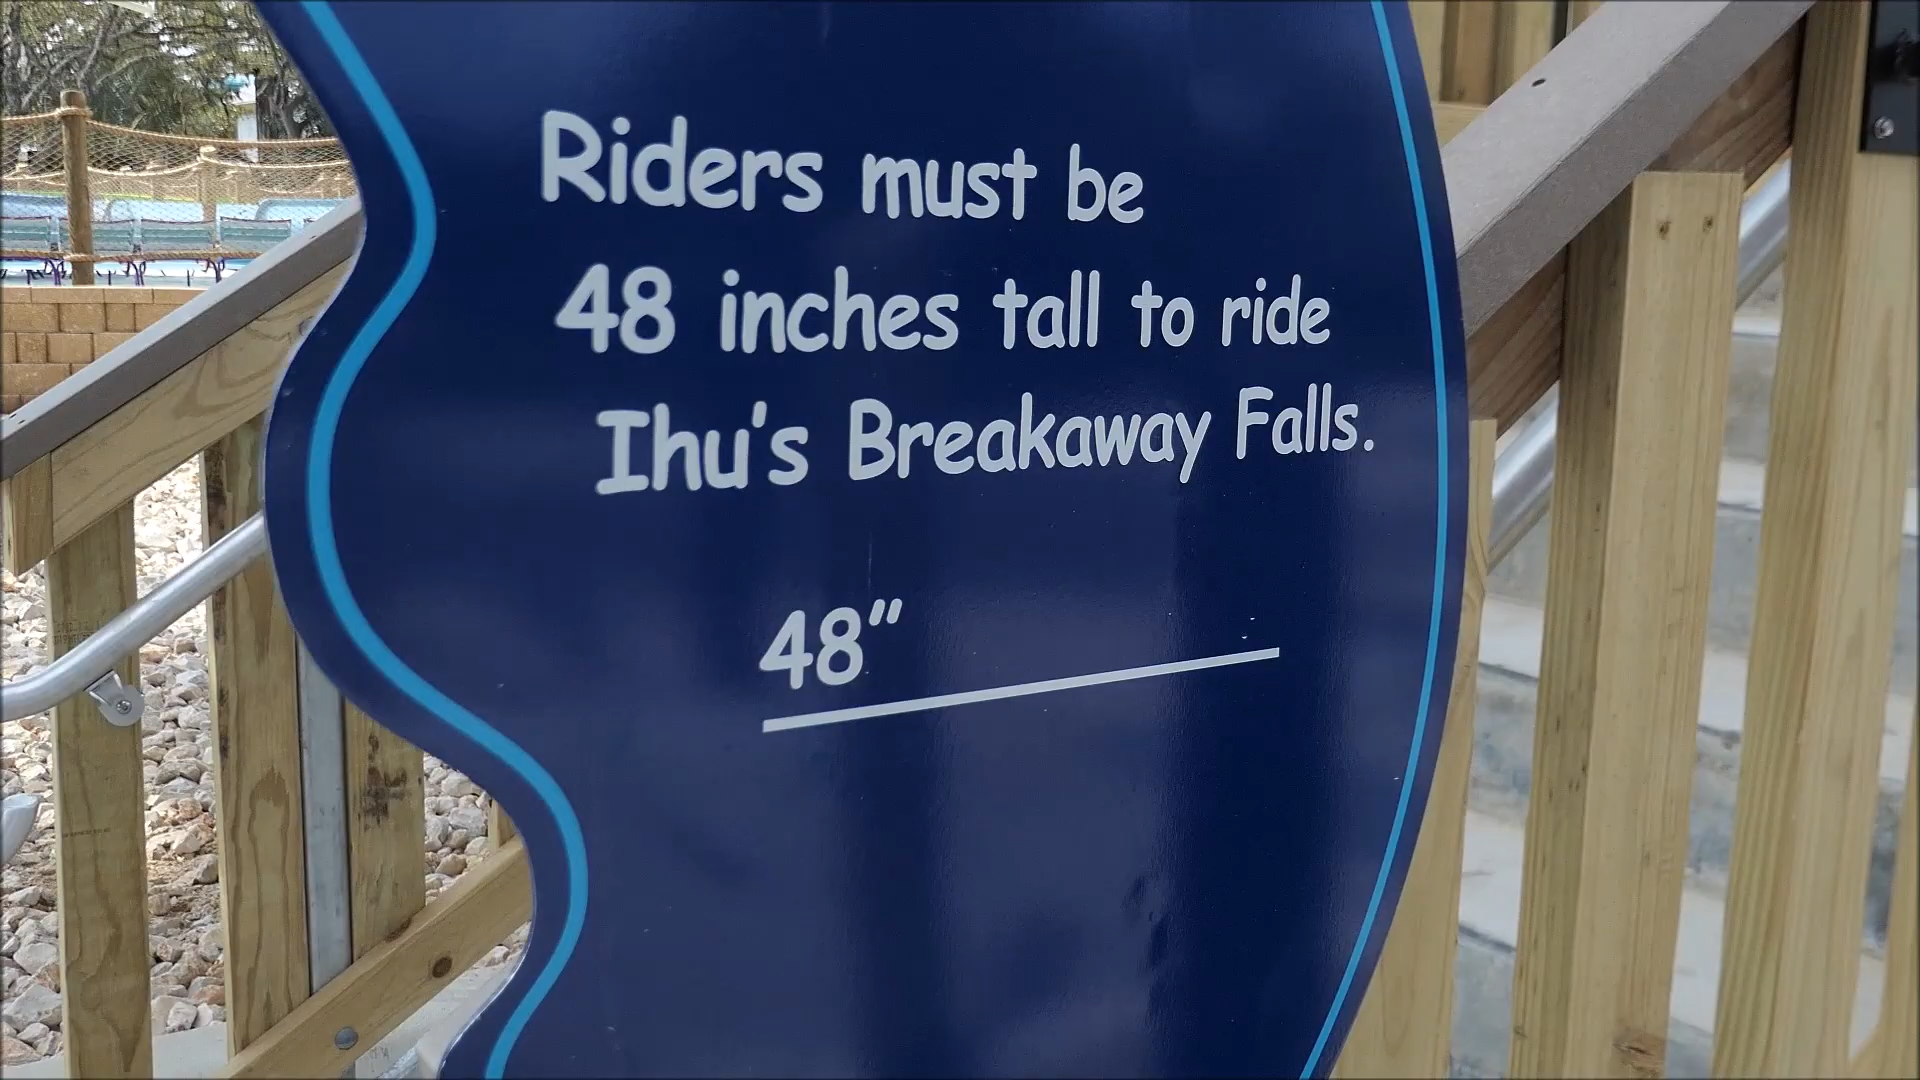 Riders must be
48 inches tall to ride
Ihu's Breakaway Falls.
48"